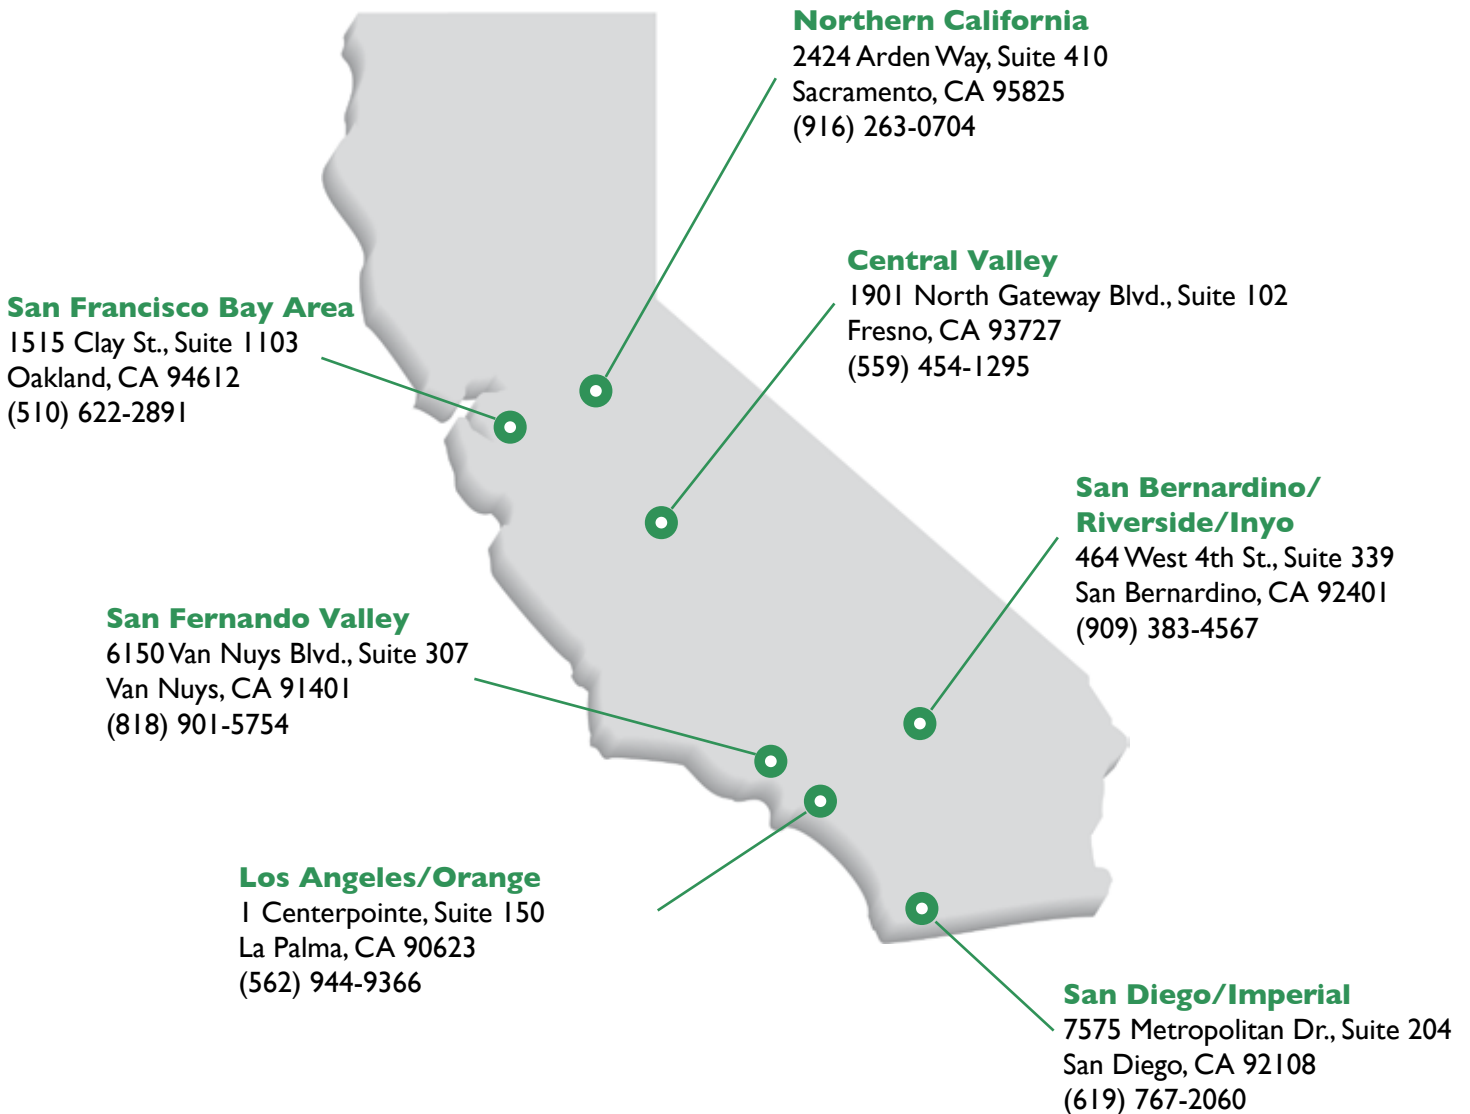 Northern California
2424 Arden Way, Suite 410
Sacramento, CA 95825
(916) 263-0704
Central Valley
1901 North Gateway Blvd., Suite 102
Fresno, CA 93727
(559) 454-1295
San Francisco Bay Area
1515 Clay St., Suite 1103
Oakland, CA 94612
(510) 622-2891
San Bernardino/
Riverside/Inyo
464 West 4th St., Suite 339
San Bernardino, CA 92401
(909) 383-4567
San Fernando Valley
6150 Van Nuys Blvd., Suite 307
Van Nuys, CA 91401
(818) 901-5754
Los Angeles/Orange
1 Centerpointe, Suite 150
La Palma, CA 90623
(562) 944-9366
San Diego/Imperial
7575 Metropolitan Dr., Suite 204
San Diego, CA 92108
(619) 767-2060